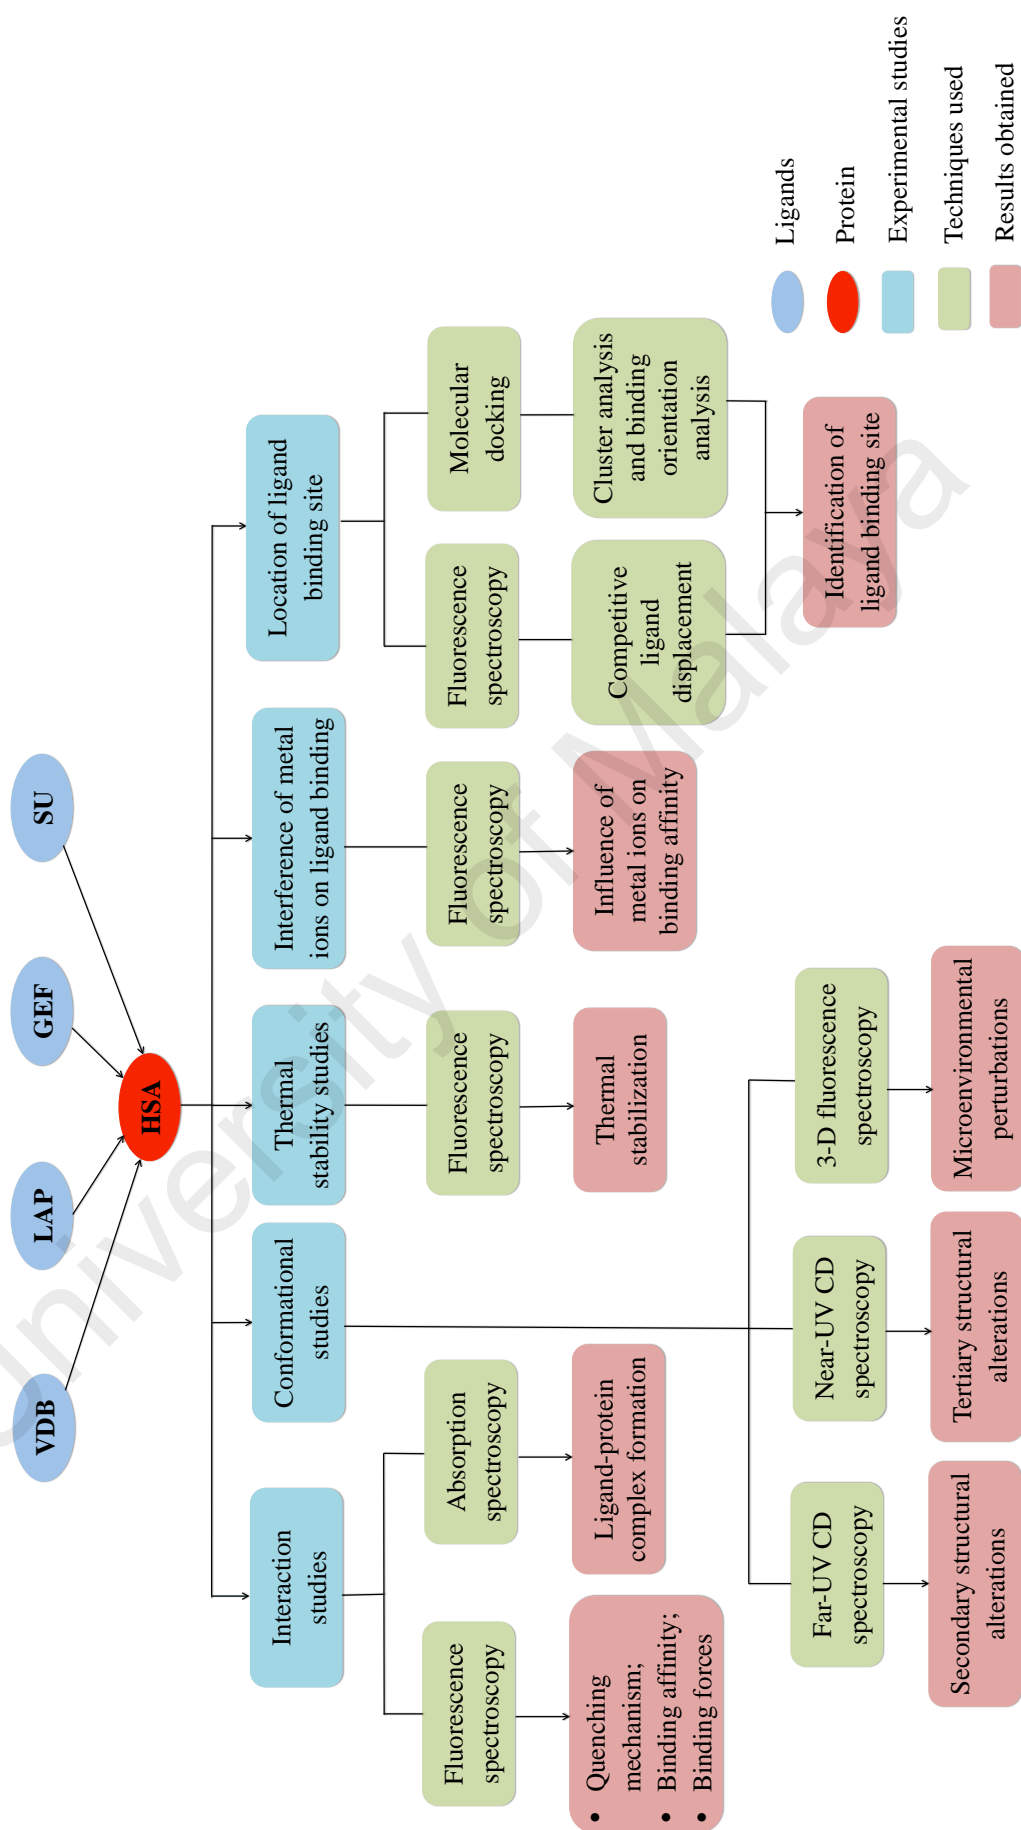 VDB
LAP
GEF
SU
HSA
Interaction
studies
Conformational
studies
Thermal
stability studies
Interference of metal
ions on ligand binding
Location of ligand
binding site
Fluorescence
spectroscopy
Absorption
spectroscopy
Fluorescence
spectroscopy
Fluorescence
spectroscopy
Fluorescence
spectroscopy
Molecular
docking
• Quenching
mechanism;
• Binding affinity;
• Binding forces
Ligand-protein
complex formation
Thermal
stabilization
Influence of
metal ions on
binding affinity
Competitive
ligand
displacement
Cluster analysis
and binding
orientation
analysis
Far-UV CD
spectroscopy
Near-UV CD
spectroscopy
3-D fluorescence
spectroscopy
Identification of
ligand binding site
Secondary structural
alterations
Tertiary structural
alterations
Microenvironmental
perturbations
Ligands
Protein
Experimental studies
Techniques used
Results obtained
University of Malaya